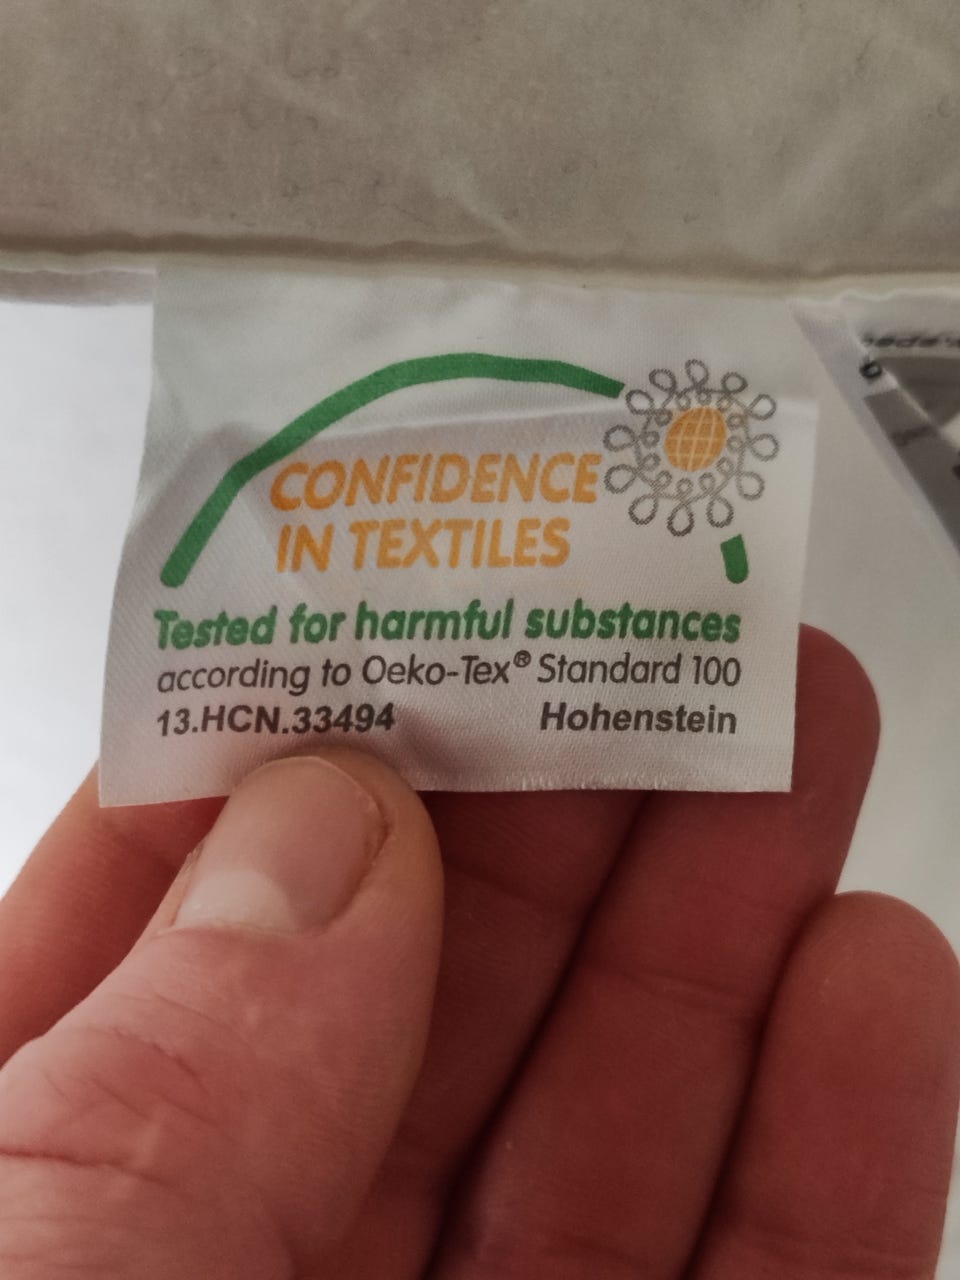 CONFIDENCE
IN TEXTILES
Tested for harmful substances
according to Oeko-Tex® Standard 100
13.HCN.33494 Hohenstein